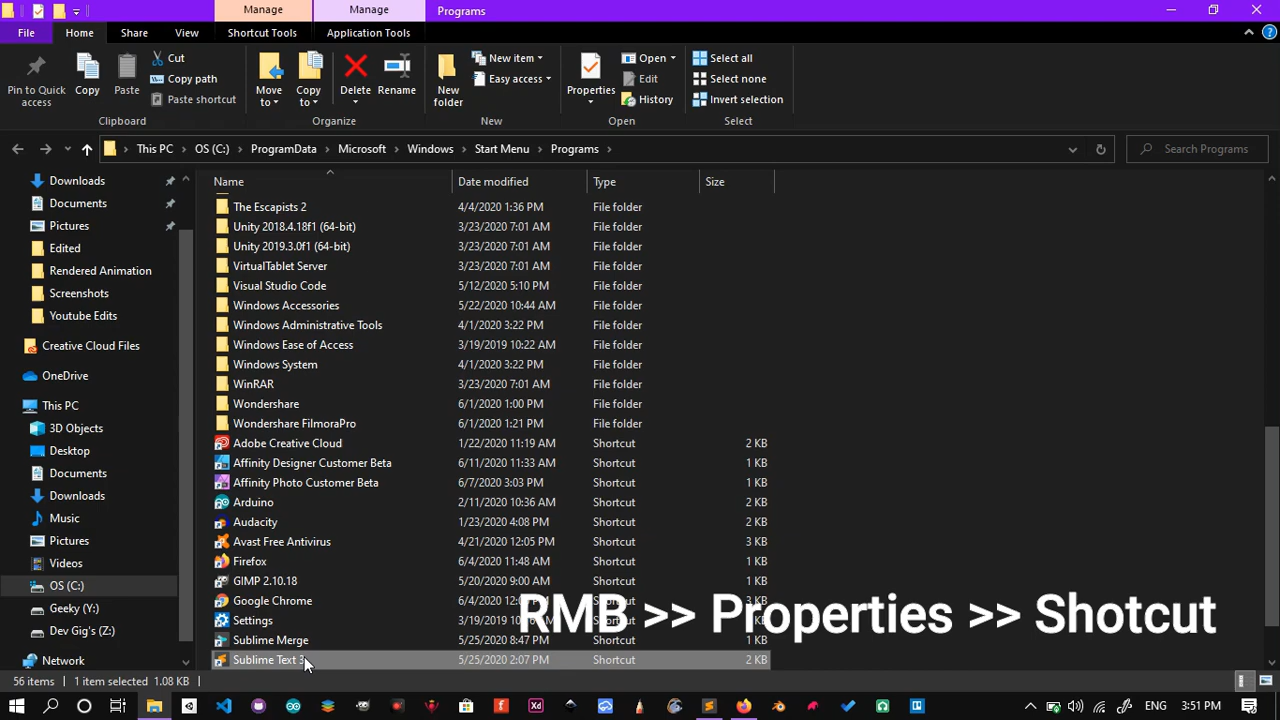 Manage Manage Programs
File Home Share View Shortcut Tools Application Tools
Pin to Quick access
Copy
Paste
Cut
Copy path
Paste shortcut
Clipboard
Move to
Copy to
Delete
Rename
Organize
New folder
New item
Easy access
New
Properties
Open
Edit
History
Open
Select all
Select none
Invert selection
Select
This PC > OS (C:) > ProgramData > Microsoft > Windows > Start Menu > Programs >
Search Programs
Downloads
Documents
Pictures
Edited
Rendered Animation
Screenshots
Youtube Edits
Creative Cloud Files
OneDrive
This PC
3D Objects
Desktop
Documents
Downloads
Music
Pictures
Videos
OS (C:)
Geeky (Y:)
Dev Gig's (Z:)
Network
Name Date modified Type Size
The Escapists 2 4/4/2020 1:36 PM File folder
Unity 2018.4.18f1 (64-bit) 3/23/2020 7:01 AM File folder
Unity 2019.3.0f1 (64-bit) 3/23/2020 7:01 AM File folder
VirtualTablet Server 3/23/2020 7:01 AM File folder
Visual Studio Code 5/12/2020 5:10 PM File folder
Windows Accessories 5/22/2020 10:44 AM File folder
Windows Administrative Tools 4/1/2020 3:22 PM File folder
Windows Ease of Access 3/19/2019 10:22 AM File folder
Windows System 4/1/2020 3:22 PM File folder
WinRAR 3/23/2020 7:01 AM File folder
Wondershare 6/1/2020 1:00 PM File folder
Wondershare FilmoraPro 6/1/2020 1:21 PM File folder
Adobe Creative Cloud 1/22/2020 11:19 AM Shortcut 2 KB
Affinity Designer Customer Beta 6/11/2020 11:33 AM Shortcut 1 KB
Affinity Photo Customer Beta 6/7/2020 3:03 PM Shortcut 1 KB
Arduino 2/11/2020 10:36 AM Shortcut 2 KB
Audacity 1/23/2020 4:08 PM Shortcut 2 KB
Avast Free Antivirus 4/21/2020 12:05 PM Shortcut 3 KB
Firefox 6/4/2020 11:48 AM Shortcut 1 KB
GIMP 2.10.18 5/20/2020 9:00 AM Shortcut 1 KB
Google Chrome 6/4/2020 3 KB
Settings 3/19/2019 1 KB
Sublime Merge 5/25/2020 8:47 PM Shortcut 1 KB
Sublime Text 3 5/25/2020 2:07 PM Shortcut 2 KB
RMB >> Properties >> Shotcut
56 items 1 item selected 1.08 KB
ENG 3:51 PM